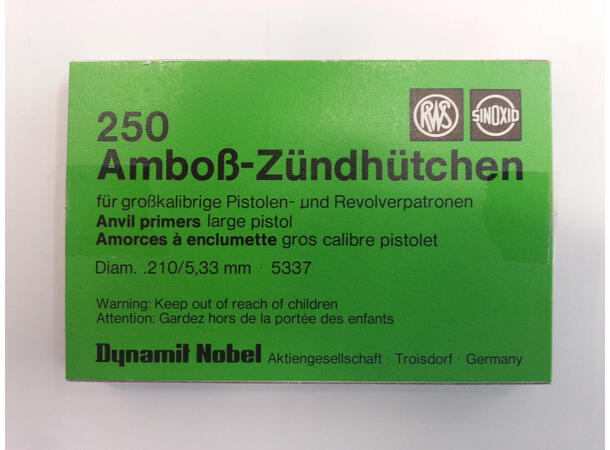 RWS SINOXID
250
Amboß-Zündhütchen
für großkalibrige Pistolen- und Revolverpatronen
Anvil primers large pistol
Amorces à enclumette gros calibre pistolet
Diam. .210/5,33 mm · 5337
Warning: Keep out of reach of children
Attention: Gardez hors de la portée des enfants
Dynamit Nobel Aktiengesellschaft · Troisdorf · Germany